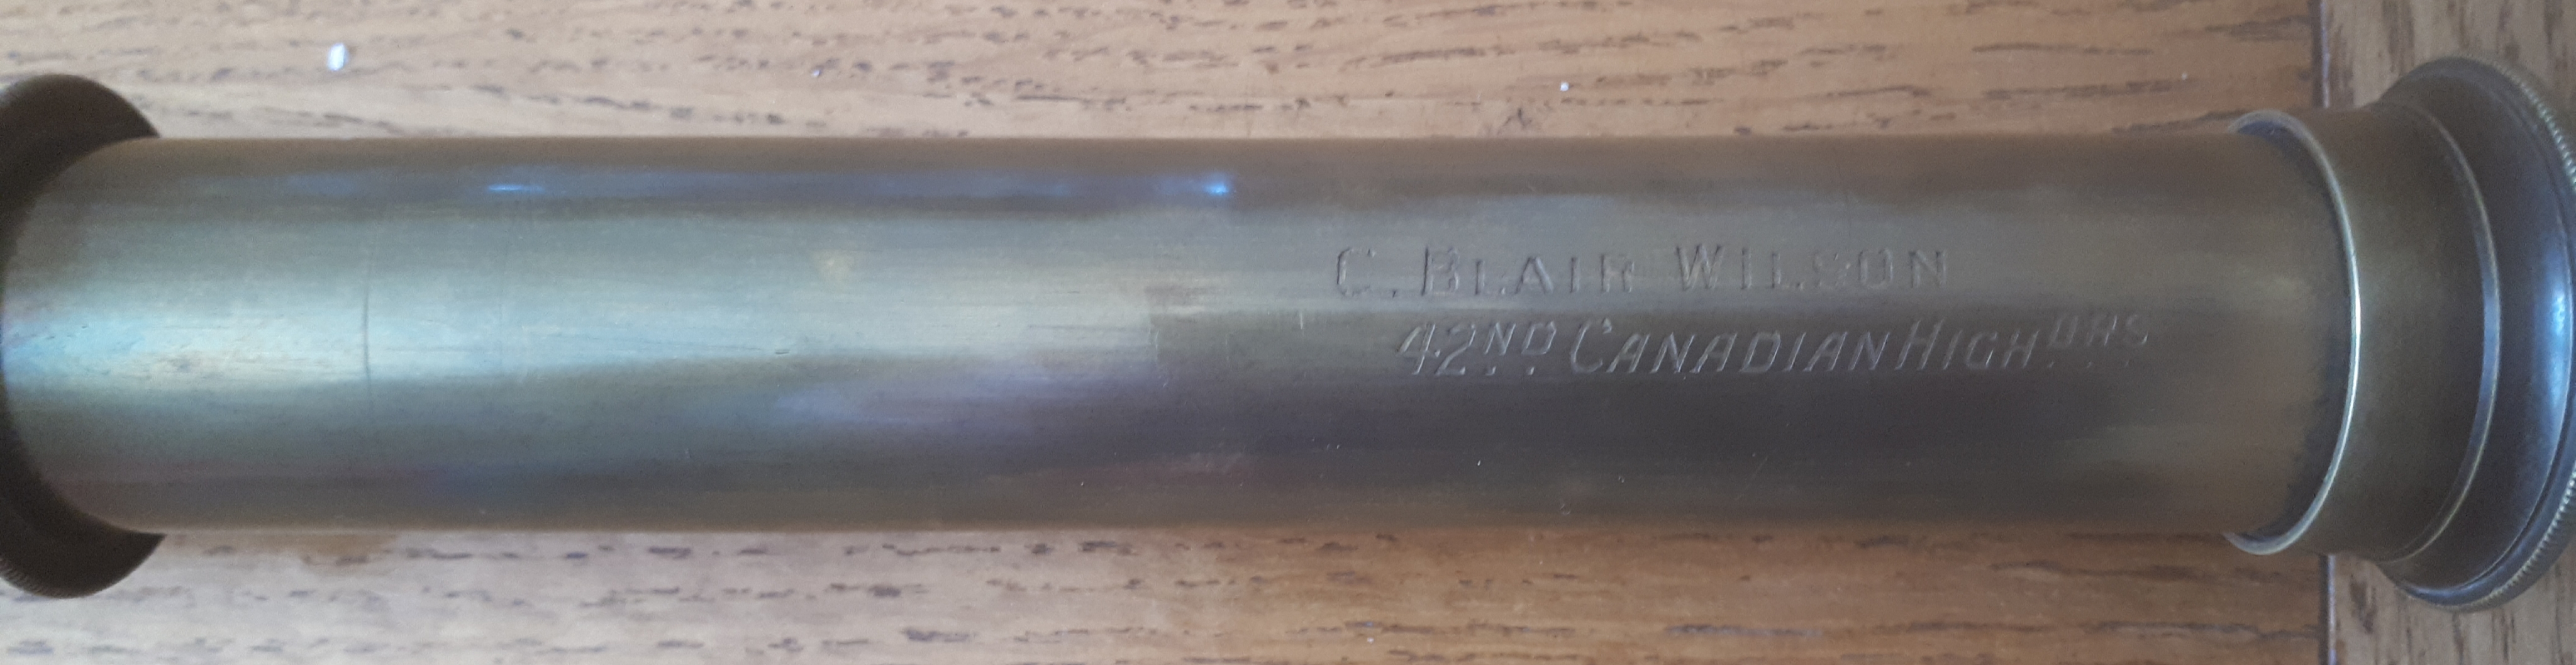 C. BLAIR WILSON
42ND CANADIAN HIGHDRS